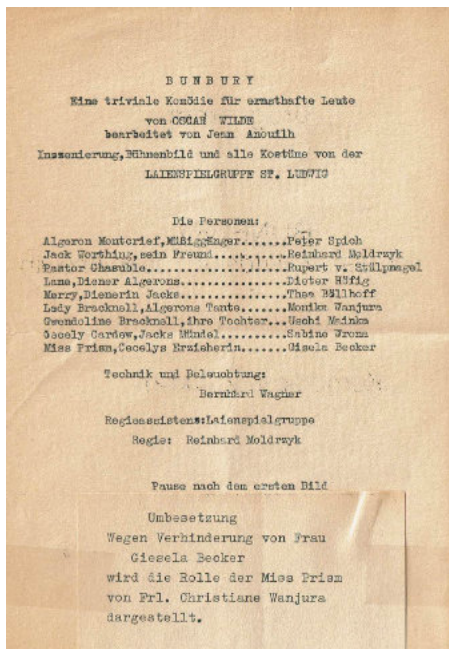 BUNBURY
Eine triviale Komödie für ernsthafte Leute
von OSCAR WILDE
bearbeitet von Jean Anouilh
Inszenierung,Bühnenbild und alle Kostüme von der
LAIENSPIELGRUPPE ST. LUDWIG
Die Personen:
Algeron Montcrief,Müßiggänger.......Peter Spich
Jack Worthing,sein Freund.........Reinhard Moldrzyk
Pastor Chasuble...................Rupert v. Stülpnagel
Lane,Diener Algerons..............Dieter Höfig
Merry,Dienerin Jacks..............Thea Böllhoff
Lady Bracknell,Algerons Tante.....Monika Wanjura
Gwendoline Bracknell,ihre Tochter...Uschi Mainka
Cecely Cardew,Jacks Mündel........Sabine Wrona
Miss Prism,Cecelys Erzieherin.....Gisela Becker
Technik und Beleuchtung:
Bernhard Wagner
Regieassistenz:Laienspielgruppe
Regie: Reinhard Moldrzyk
Pause nach dem ersten Bild
Umbesetzung
Wegen Verhinderung von Frau
Giesela Becker
wird die Rolle der Miss Prism
von Frl. Christiane Wanjura
dargestellt.